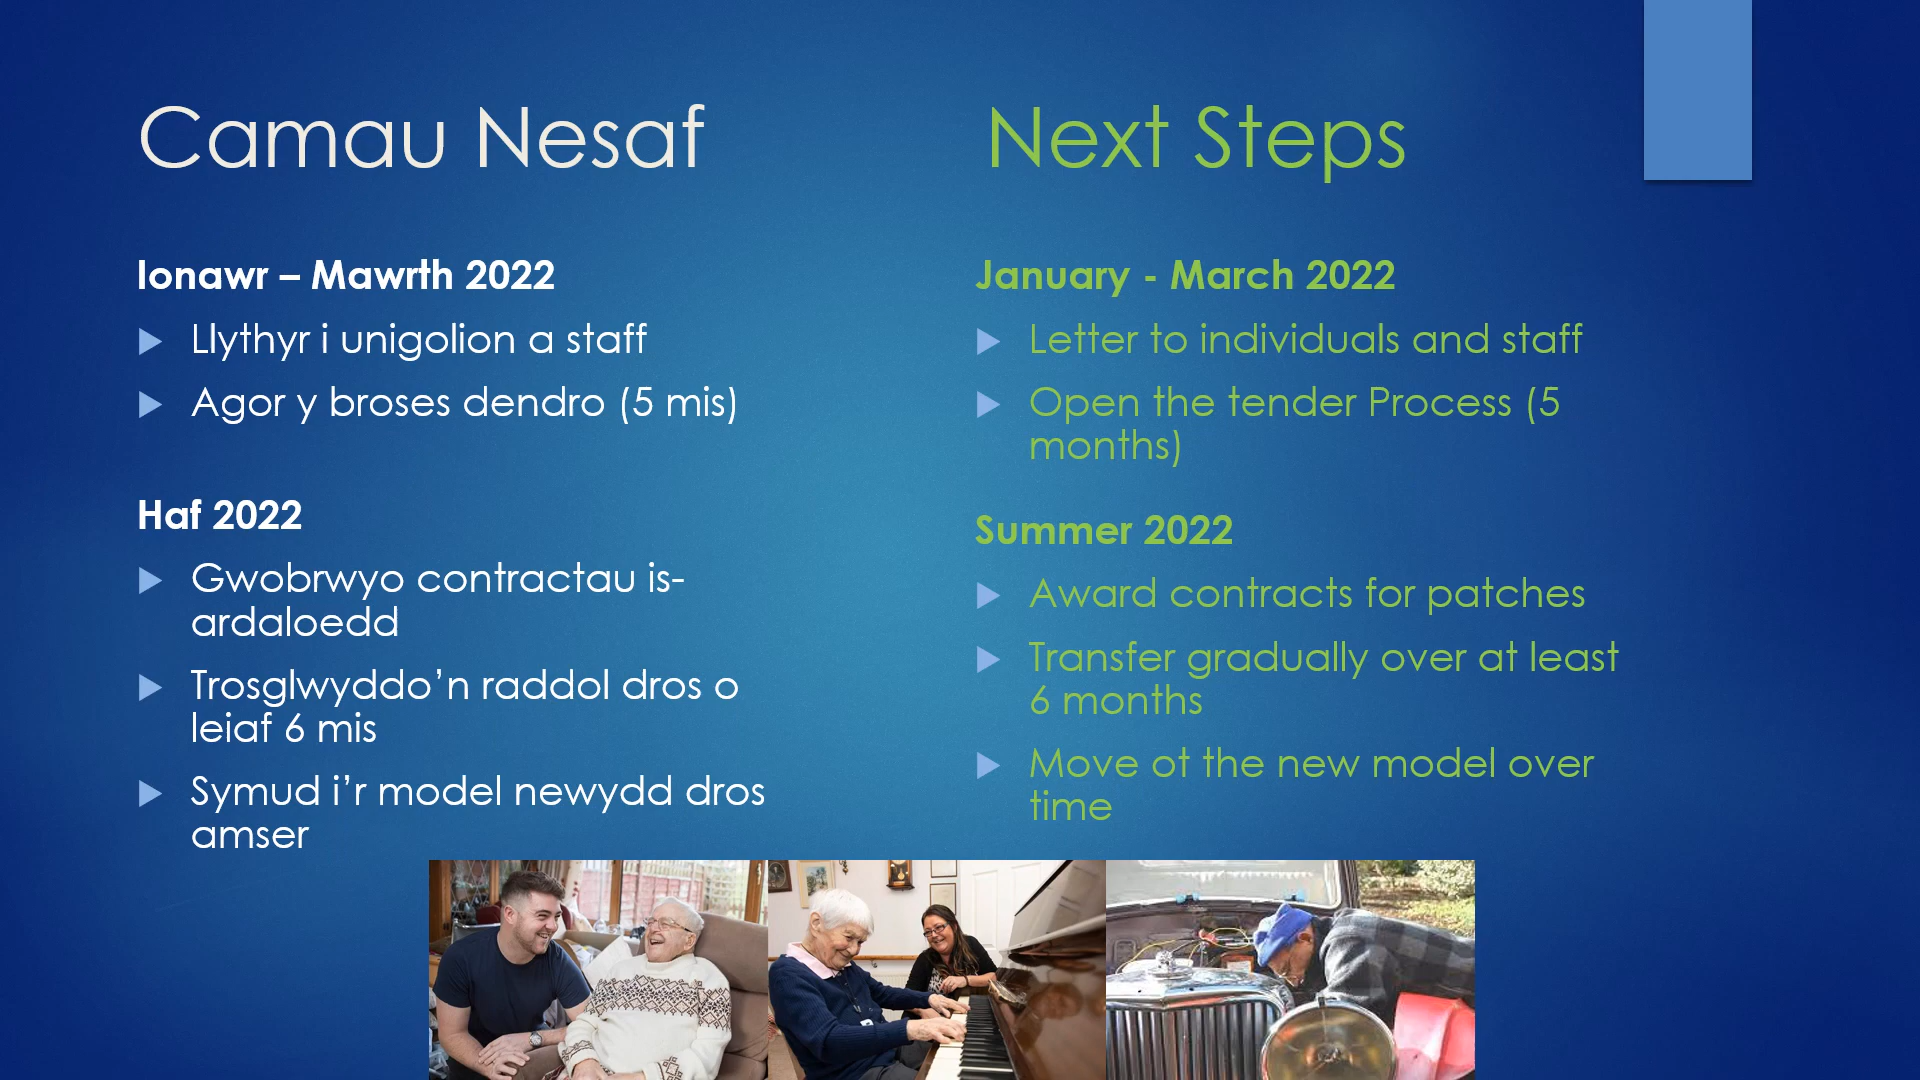 Camau Nesaf
Ionawr – Mawrth 2022
Llythyr i unigolion a staff
Agor y broses dendro (5 mis)
Haf 2022
Gwobrwyo contractau is-
ardaloedd
Trosglwyddo’n raddol dros o
leiaf 6 mis
Symud i’r model newydd dros
amser
Next Steps
January - March 2022
Letter to individuals and staff
Open the tender Process (5
months)
Summer 2022
Award contracts for patches
Transfer gradually over at least
6 months
Move ot the new model over
time